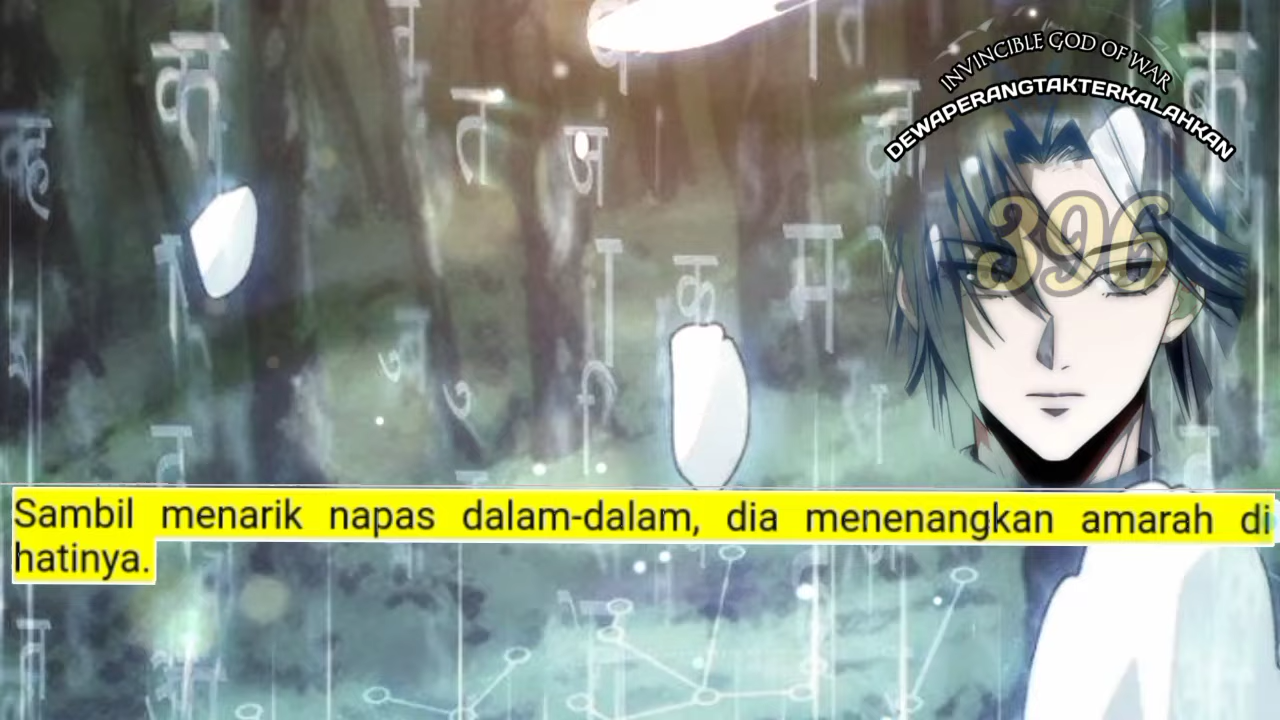 INVINCIBLE GOD OF WAR
DEWAPERANGTAKTERKALAHKAN
396
Sambil menarik napas dalam-dalam, dia menenangkan amarah di
hatinya.